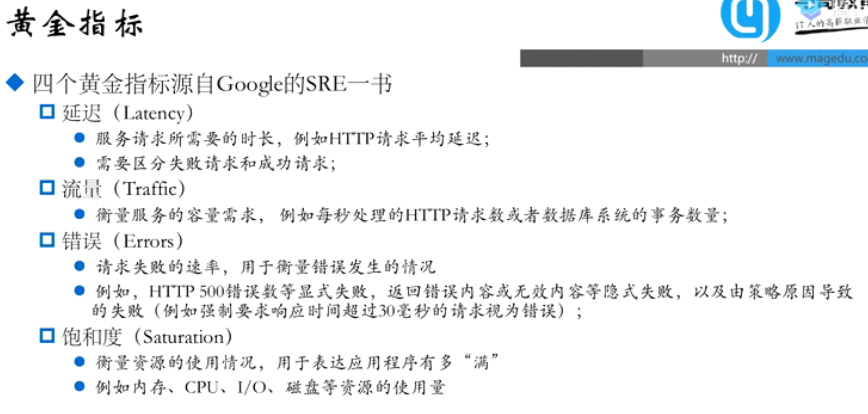 黄金指标
IT人的高薪职业
http:// www.magedu.co
四个黄金指标源自Google的SRE一书
延迟（Latency）
服务请求所需要的时长，例如HTTP请求平均延迟；
需要区分失败请求和成功请求；
流量（Traffic）
衡量服务的容量需求， 例如每秒处理的HTTP请求数或者数据库系统的事务数量；
错误（Errors）
请求失败的速率，用于衡量错误发生的情况
例如，HTTP 500错误数等显式失败，返回错误内容或无效内容等隐式失败，以及由策略原因导致
的失败（例如强制要求响应时间超过30毫秒的请求视为错误）；
饱和度（Saturation）
衡量资源的使用情况，用于表达应用程序有多“满”
例如内存、CPU、I/O、磁盘等资源的使用量